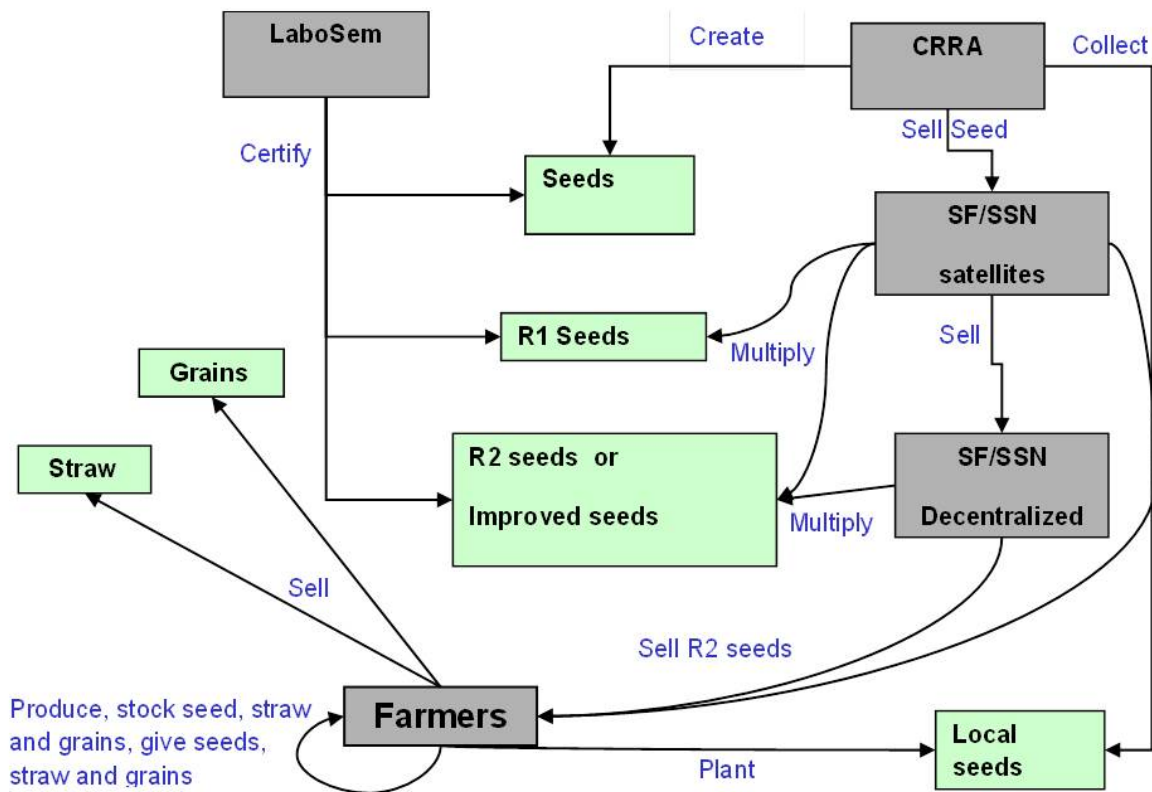 LaboSem
Create
CRRA
Collect
Sell Seed
Certify
Seeds
SF/SSN
satellites
R1 Seeds
Multiply
Sell
Grains
Straw
R2 seeds or
Improved seeds
SF/SSN
Decentralized
Multiply
Sell
Sell R2 seeds
Farmers
Produce, stock seed, straw
and grains, give seeds,
straw and grains
Plant
Local
seeds